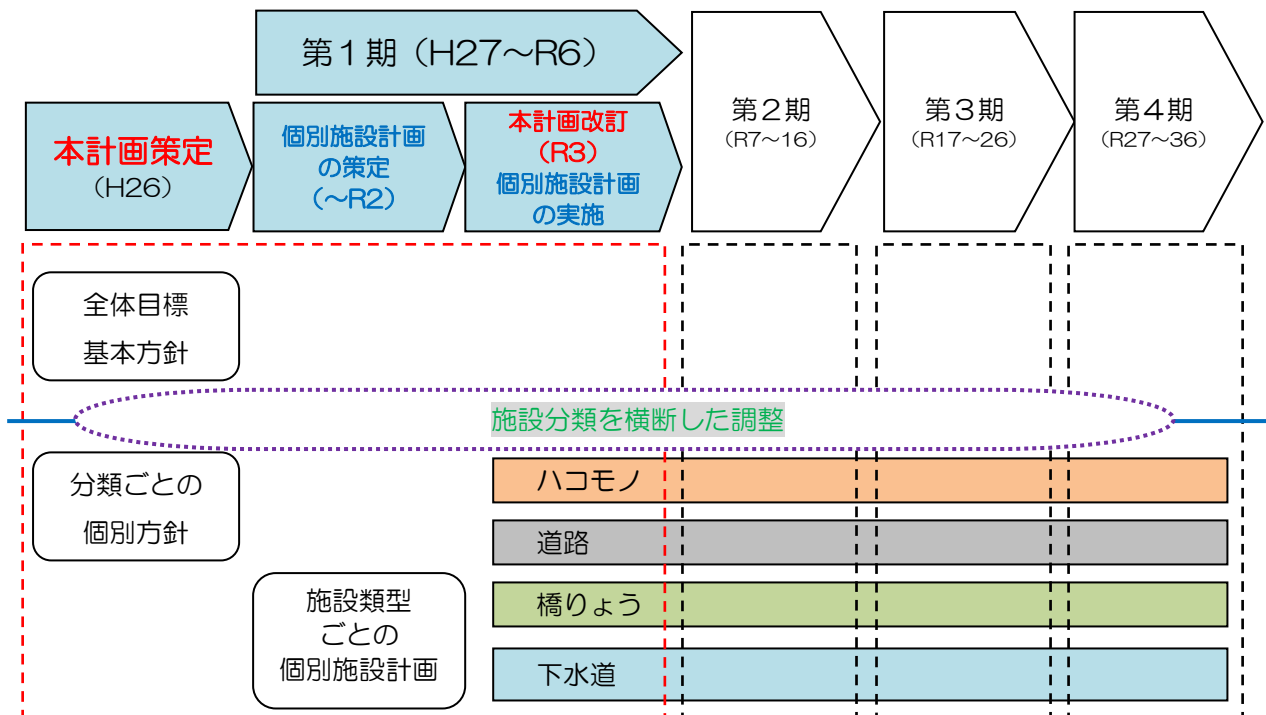 第１期（H27～R6）
本計画策定
（H26）
個別施設計画
の策定
（～R2）
本計画改訂
（R3）
個別施設計画
の実施
第２期
（R7～16）
第３期
（R17～26）
第４期
（R27～36）
全体目標
基本方針
施設分類を横断した調整
分類ごとの
個別方針
施設類型
ごとの
個別施設計画
ハコモノ
道路
橋りょう
下水道